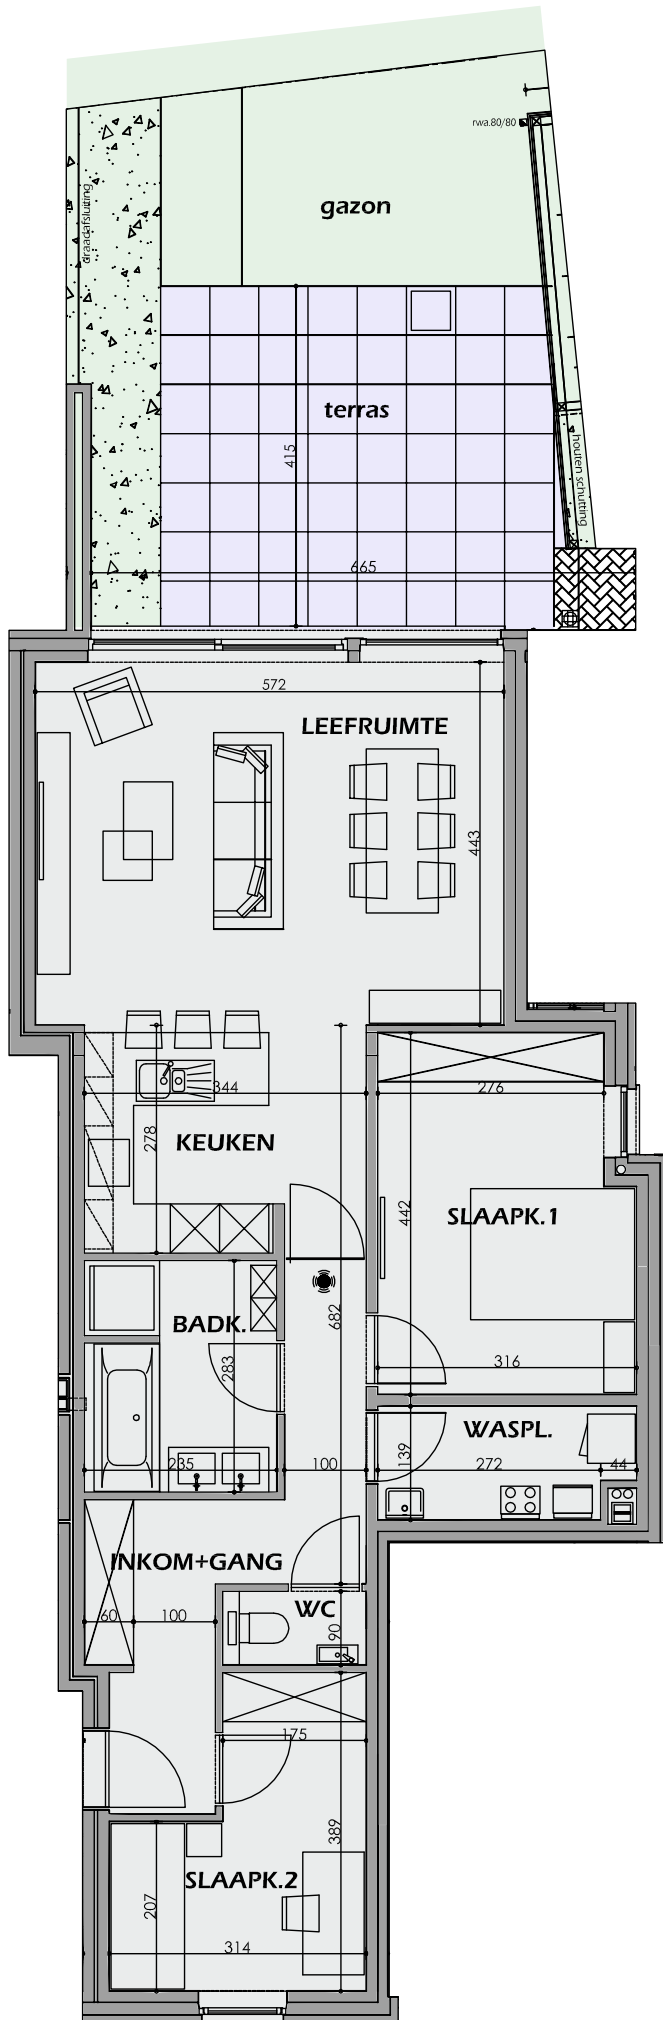 rwa.80/80
draadafsluiting
gazon
terras
415
houten schutting
665
572
LEEFRUIMTE
443
344
276
278
KEUKEN
442
SLAAPK.1
682
BADK.
283
316
WASPL.
139
235
100
272
44
INKOM+GANG
WC
60
100
90
175
389
SLAAPK.2
207
314